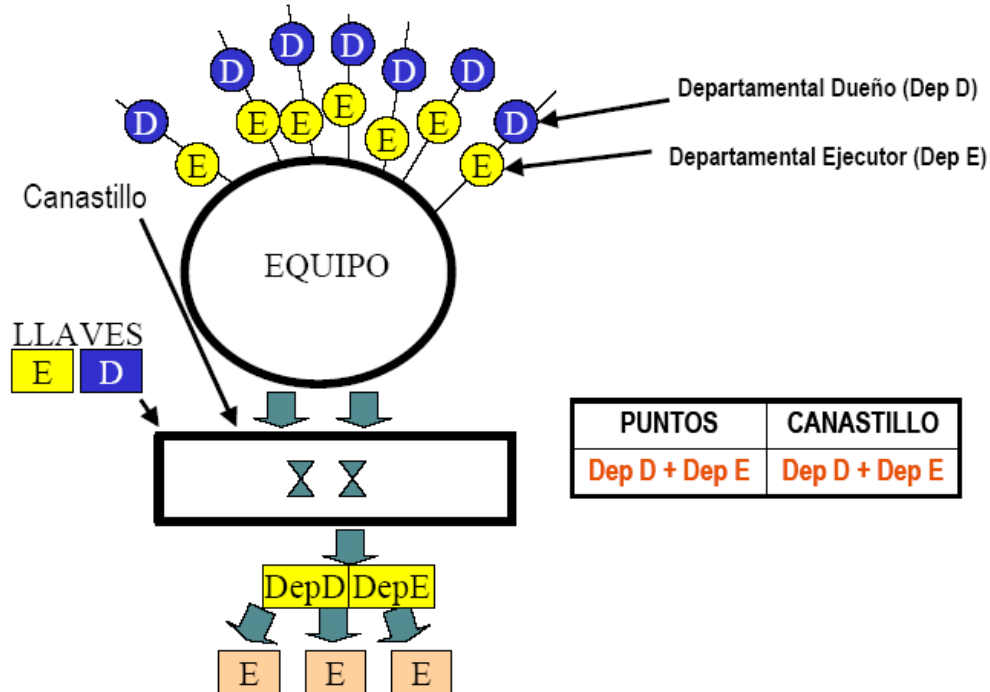 D
D
D
D
D
D
D
E
E
E
E
E
E
E
Departamental Dueño (Dep D)
Departamental Ejecutor (Dep E)
Canastillo
EQUIPO
LLAVES
E D
PUNTOS CANASTILLO
Dep D + Dep E Dep D + Dep E
DepD DepE
E E E